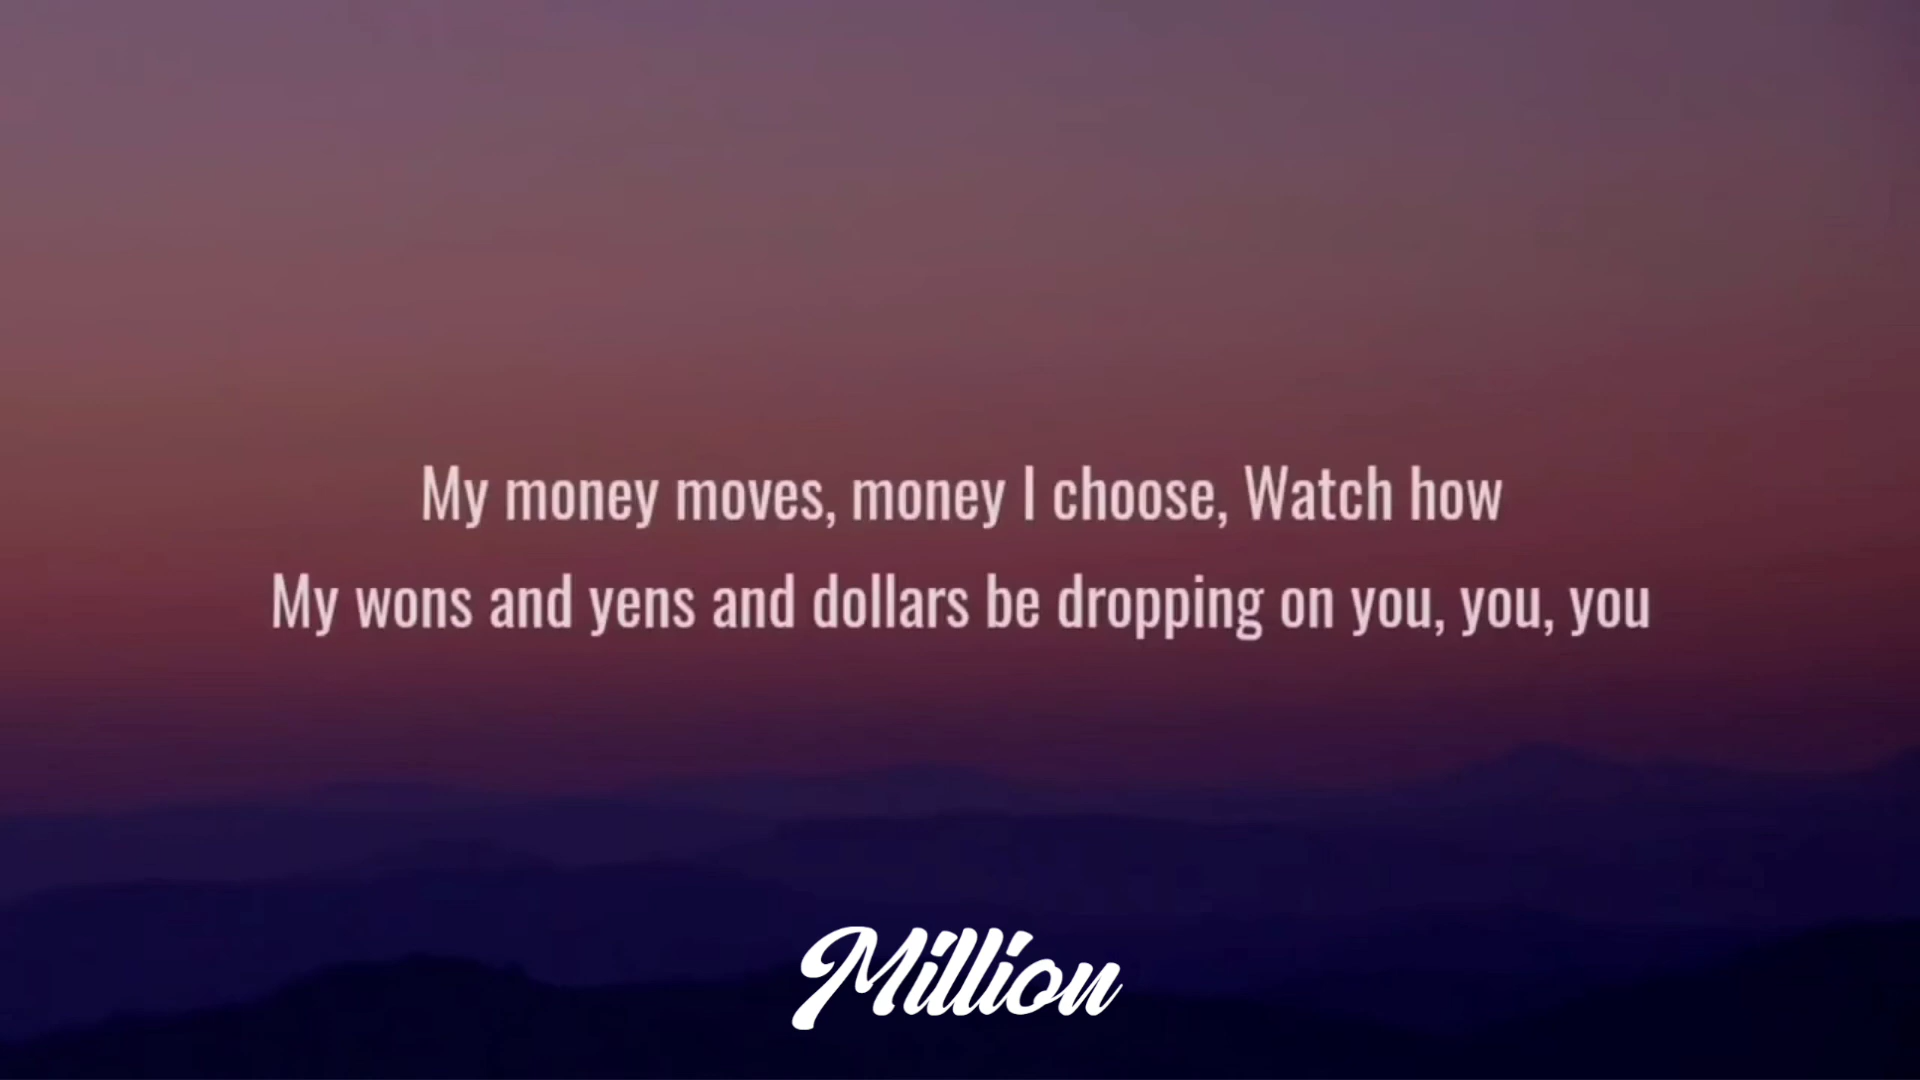 My money moves, money I choose, Watch how
My wons and yens and dollars be dropping on you, you, you
Million